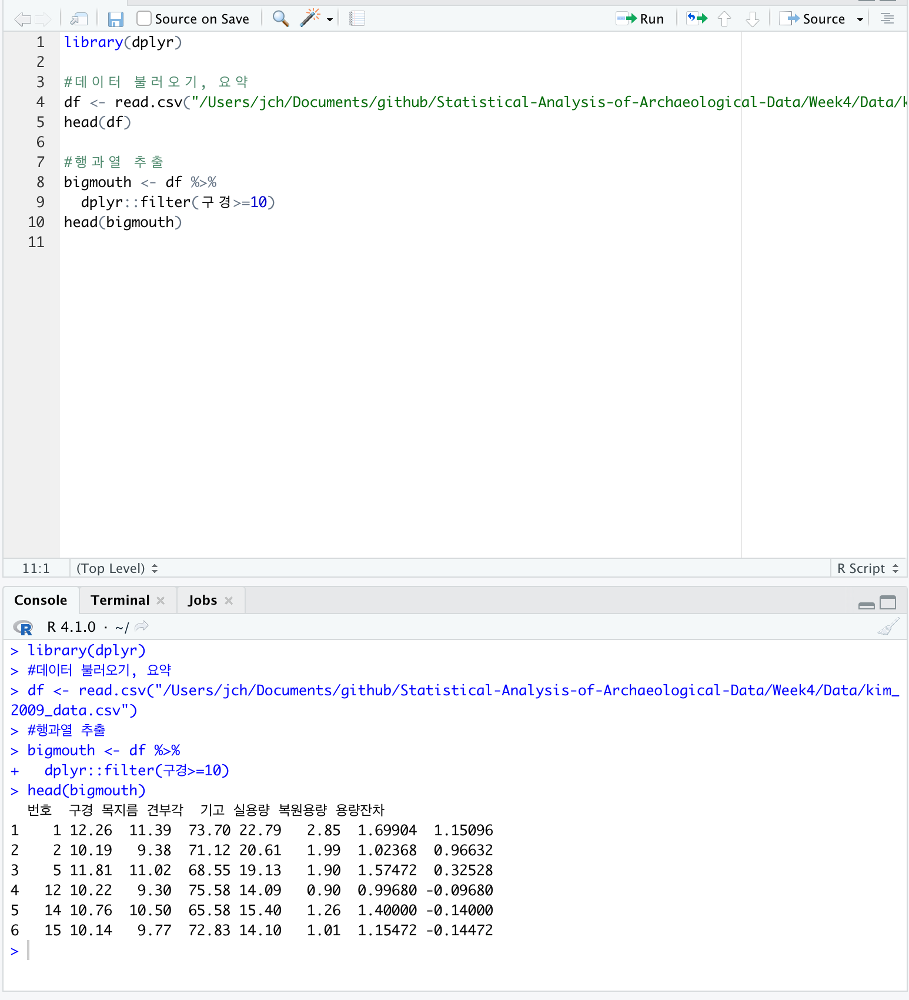 Source on Save
Run
Source
1 library(dplyr)
2
3 #데이터 불러오기, 요약
4 df <- read.csv("/Users/jch/Documents/github/Statistical-Analysis-of-Archaeological-Data/Week4/Data/k
5 head(df)
6
7 #행과열 추출
8 bigmouth <- df %>%
9   dplyr::filter(구경>=10)
10 head(bigmouth)
11
11:1 (Top Level) R Script
Console Terminal Jobs
R 4.1.0 · ~/
> library(dplyr)
> #데이터 불러오기, 요약
> df <- read.csv("/Users/jch/Documents/github/Statistical-Analysis-of-Archaeological-Data/Week4/Data/kim_
2009_data.csv")
> #행과열 추출
> bigmouth <- df %>%
+   dplyr::filter(구경>=10)
> head(bigmouth)
  번호  구경 목지름 견부각  기고 실용량 복원용량 용량잔차
1    1 12.26  11.39  73.70 22.79   2.85  1.69904  1.15096
2    2 10.19   9.38  71.12 20.61   1.99  1.02368  0.96632
3    5 11.81  11.02  68.55 19.13   1.90  1.57472  0.32528
4   12 10.22   9.30  75.58 14.09   0.90  0.99680 -0.09680
5   14 10.76  10.50  65.58 15.40   1.26  1.40000 -0.14000
6   15 10.14   9.77  72.83 14.10   1.01  1.15472 -0.14472
>